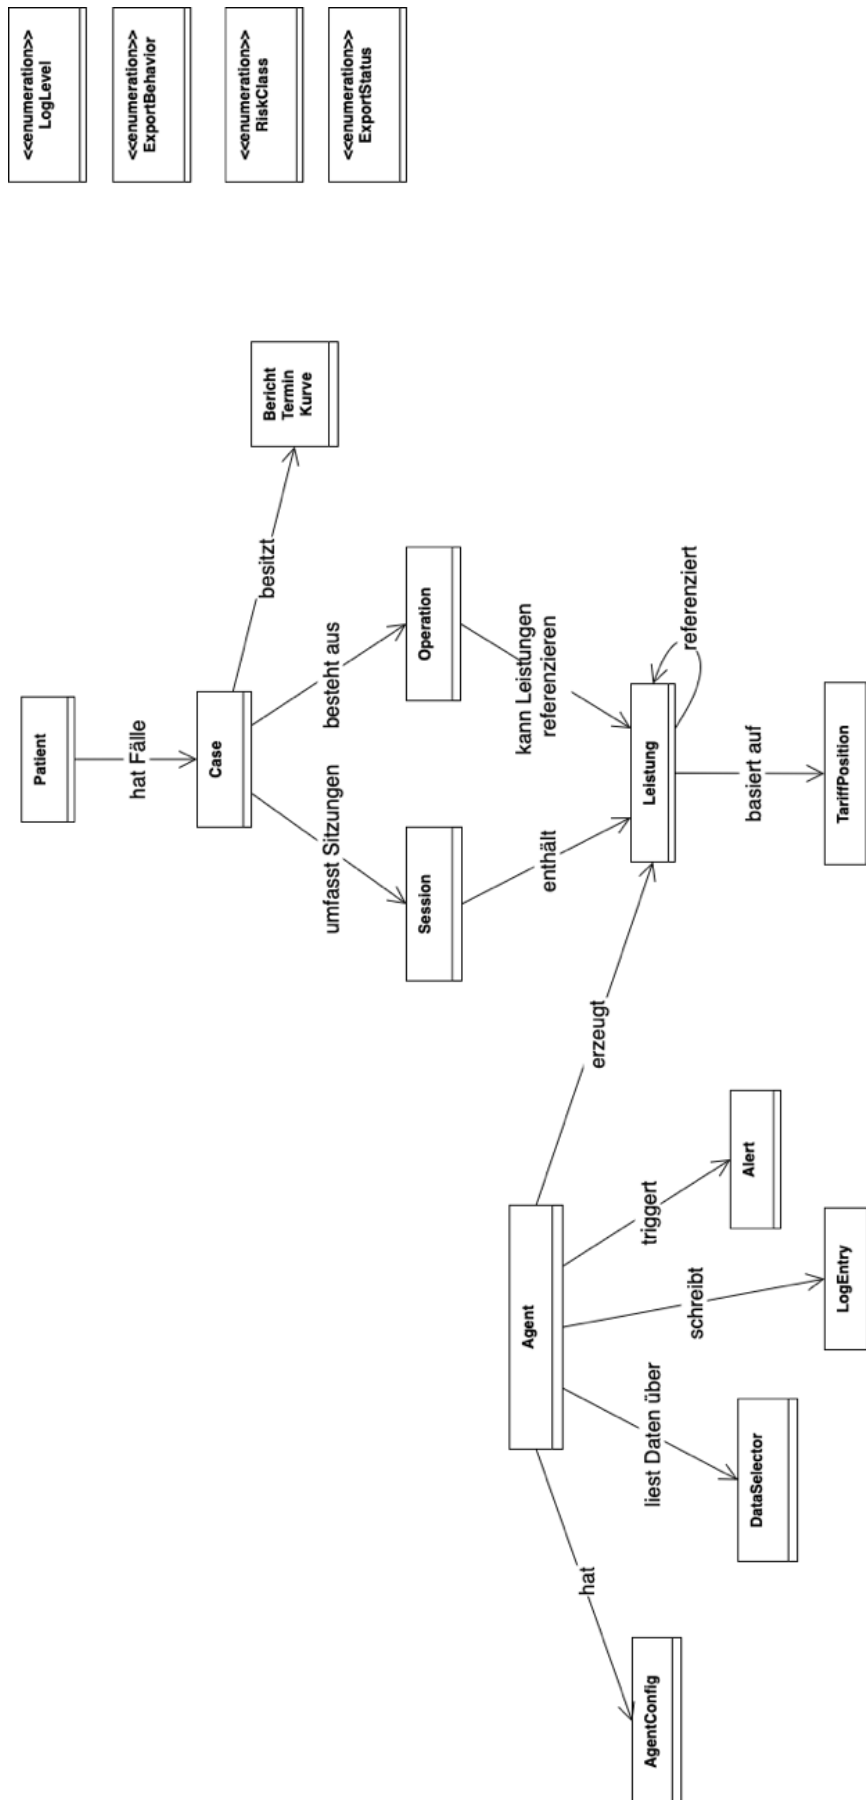 <<enumeration>>
LogLevel
<<enumeration>>
ExportBehavior
<<enumeration>>
RiskClass
<<enumeration>>
ExportStatus
Patient
hat Fälle
Case
besitzt
Bericht
Termin
Kurve
umfasst Sitzungen
besteht aus
Session
Operation
enthält
kann Leistungen
referenzieren
Agent
erzeugt
Leistung
referenziert
hat
liest Daten über
schreibt
triggert
basiert auf
AgentConfig
DataSelector
LogEntry
Alert
TariffPosition